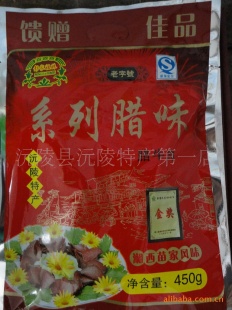 馈赠 佳品
老字號
系列腊味
沅陵县沅陵特产第一店
沅陵特产
金奖
湘西苗家风味
净含量：450g
alibaba.com.cn